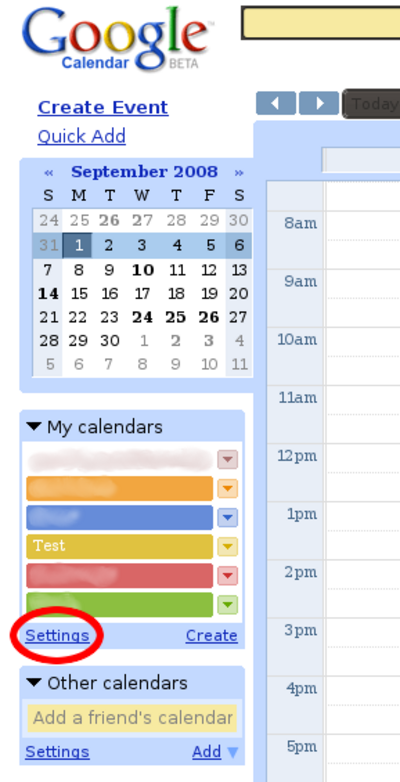 Google™
Calendar BETA
Create Event
Quick Add
Today
« September 2008 »
S M T W T F S
24 25 26 27 28 29 30
31 1 2 3 4 5 6
7 8 9 10 11 12 13
14 15 16 17 18 19 20
21 22 23 24 25 26 27
28 29 30 1 2 3 4
5 6 7 8 9 10 11
My calendars
Test
Settings Create
Other calendars
Add a friend's calendar
Settings Add
8am
9am
10am
11am
12pm
1pm
2pm
3pm
4pm
5pm